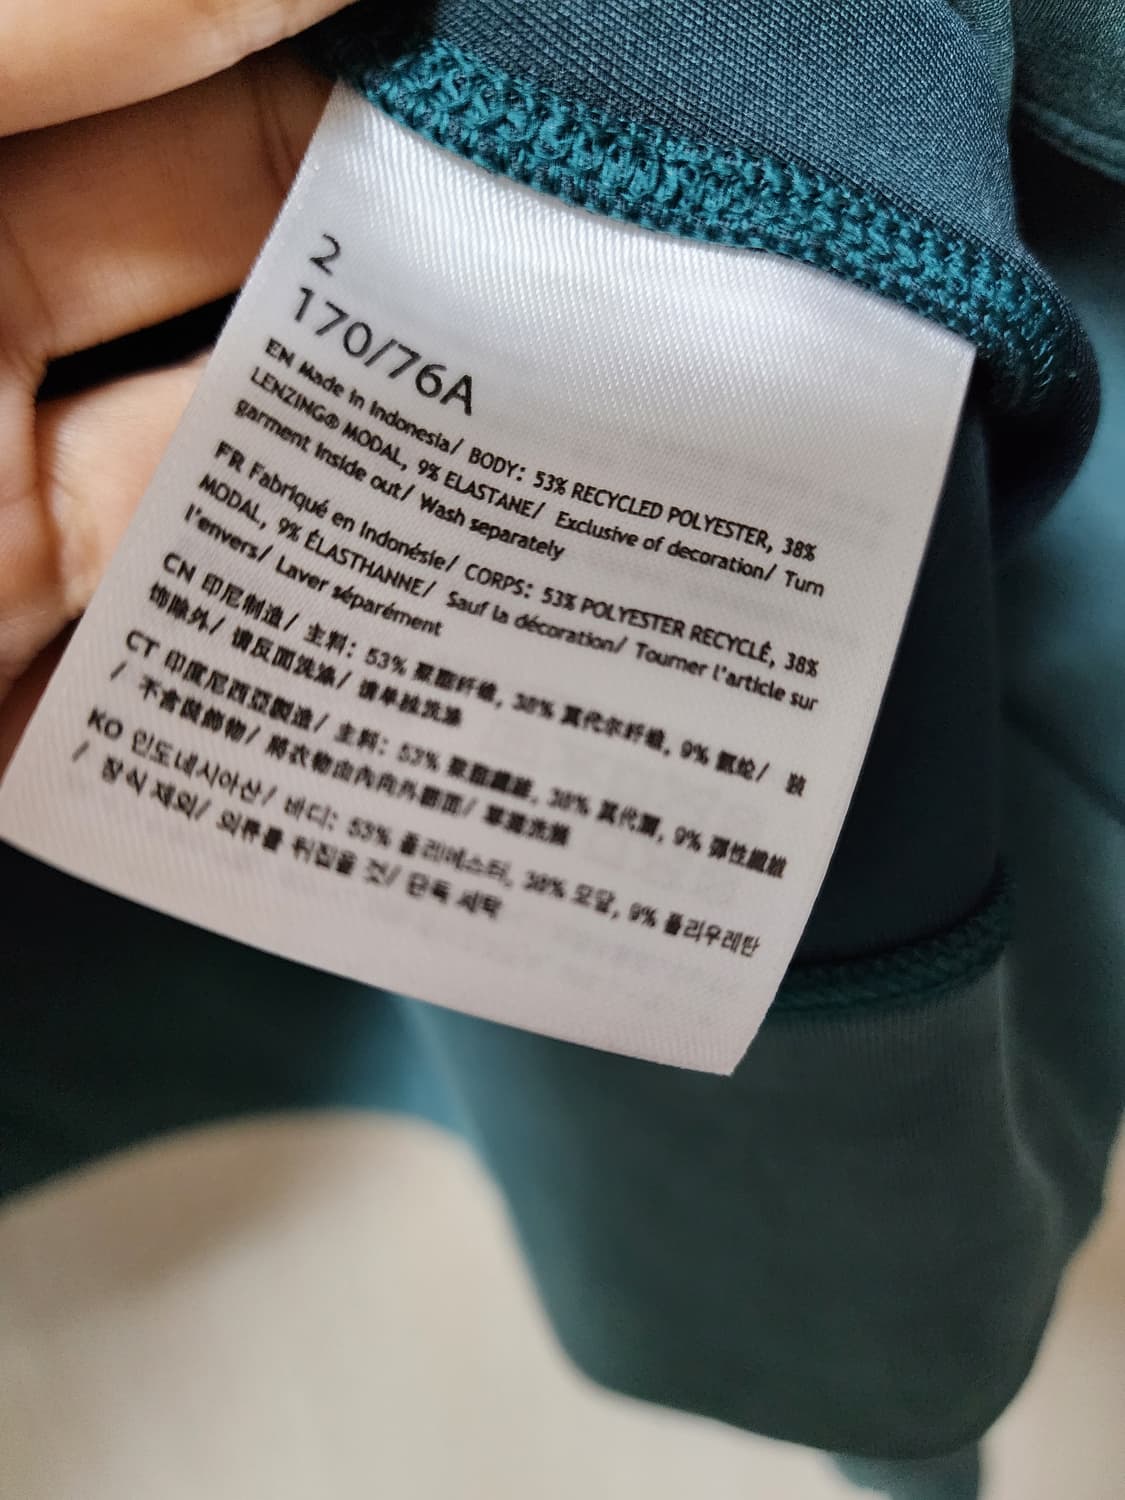 2
170/76A
EN Made in Indonesia/ BODY: 53% RECYCLED POLYESTER, 38%
LENZING® MODAL, 9% ELASTANE/ Exclusive of decoration/ Turn
garment inside out/ Wash separately
FR Fabriqué en Indonésie/ CORPS: 53% POLYESTER RECYCLÉ, 38%
MODAL, 9% ÉLASTHANNE/ Sauf la décoration/ Tourner l'article sur
l'envers/ Laver séparément
CN 印尼制造/ 主料: 53% 聚酯纤维, 38% 莫代尔纤维, 9% 氨纶/ 装
饰除外/ 请反面洗涤/ 请单独洗涤
CT 印度尼西亞製造/ 主料: 53% 聚酯纖維, 38% 莫代爾, 9% 彈性纖維
/ 不含裝飾物/ 將衣物由內向外翻面/ 單獨洗滌
KO 인도네시아산/ 바디: 53% 폴리에스터, 38% 모달, 9% 폴리우레탄
/ 장식 제외/ 의류를 뒤집을 것/ 단독 세탁